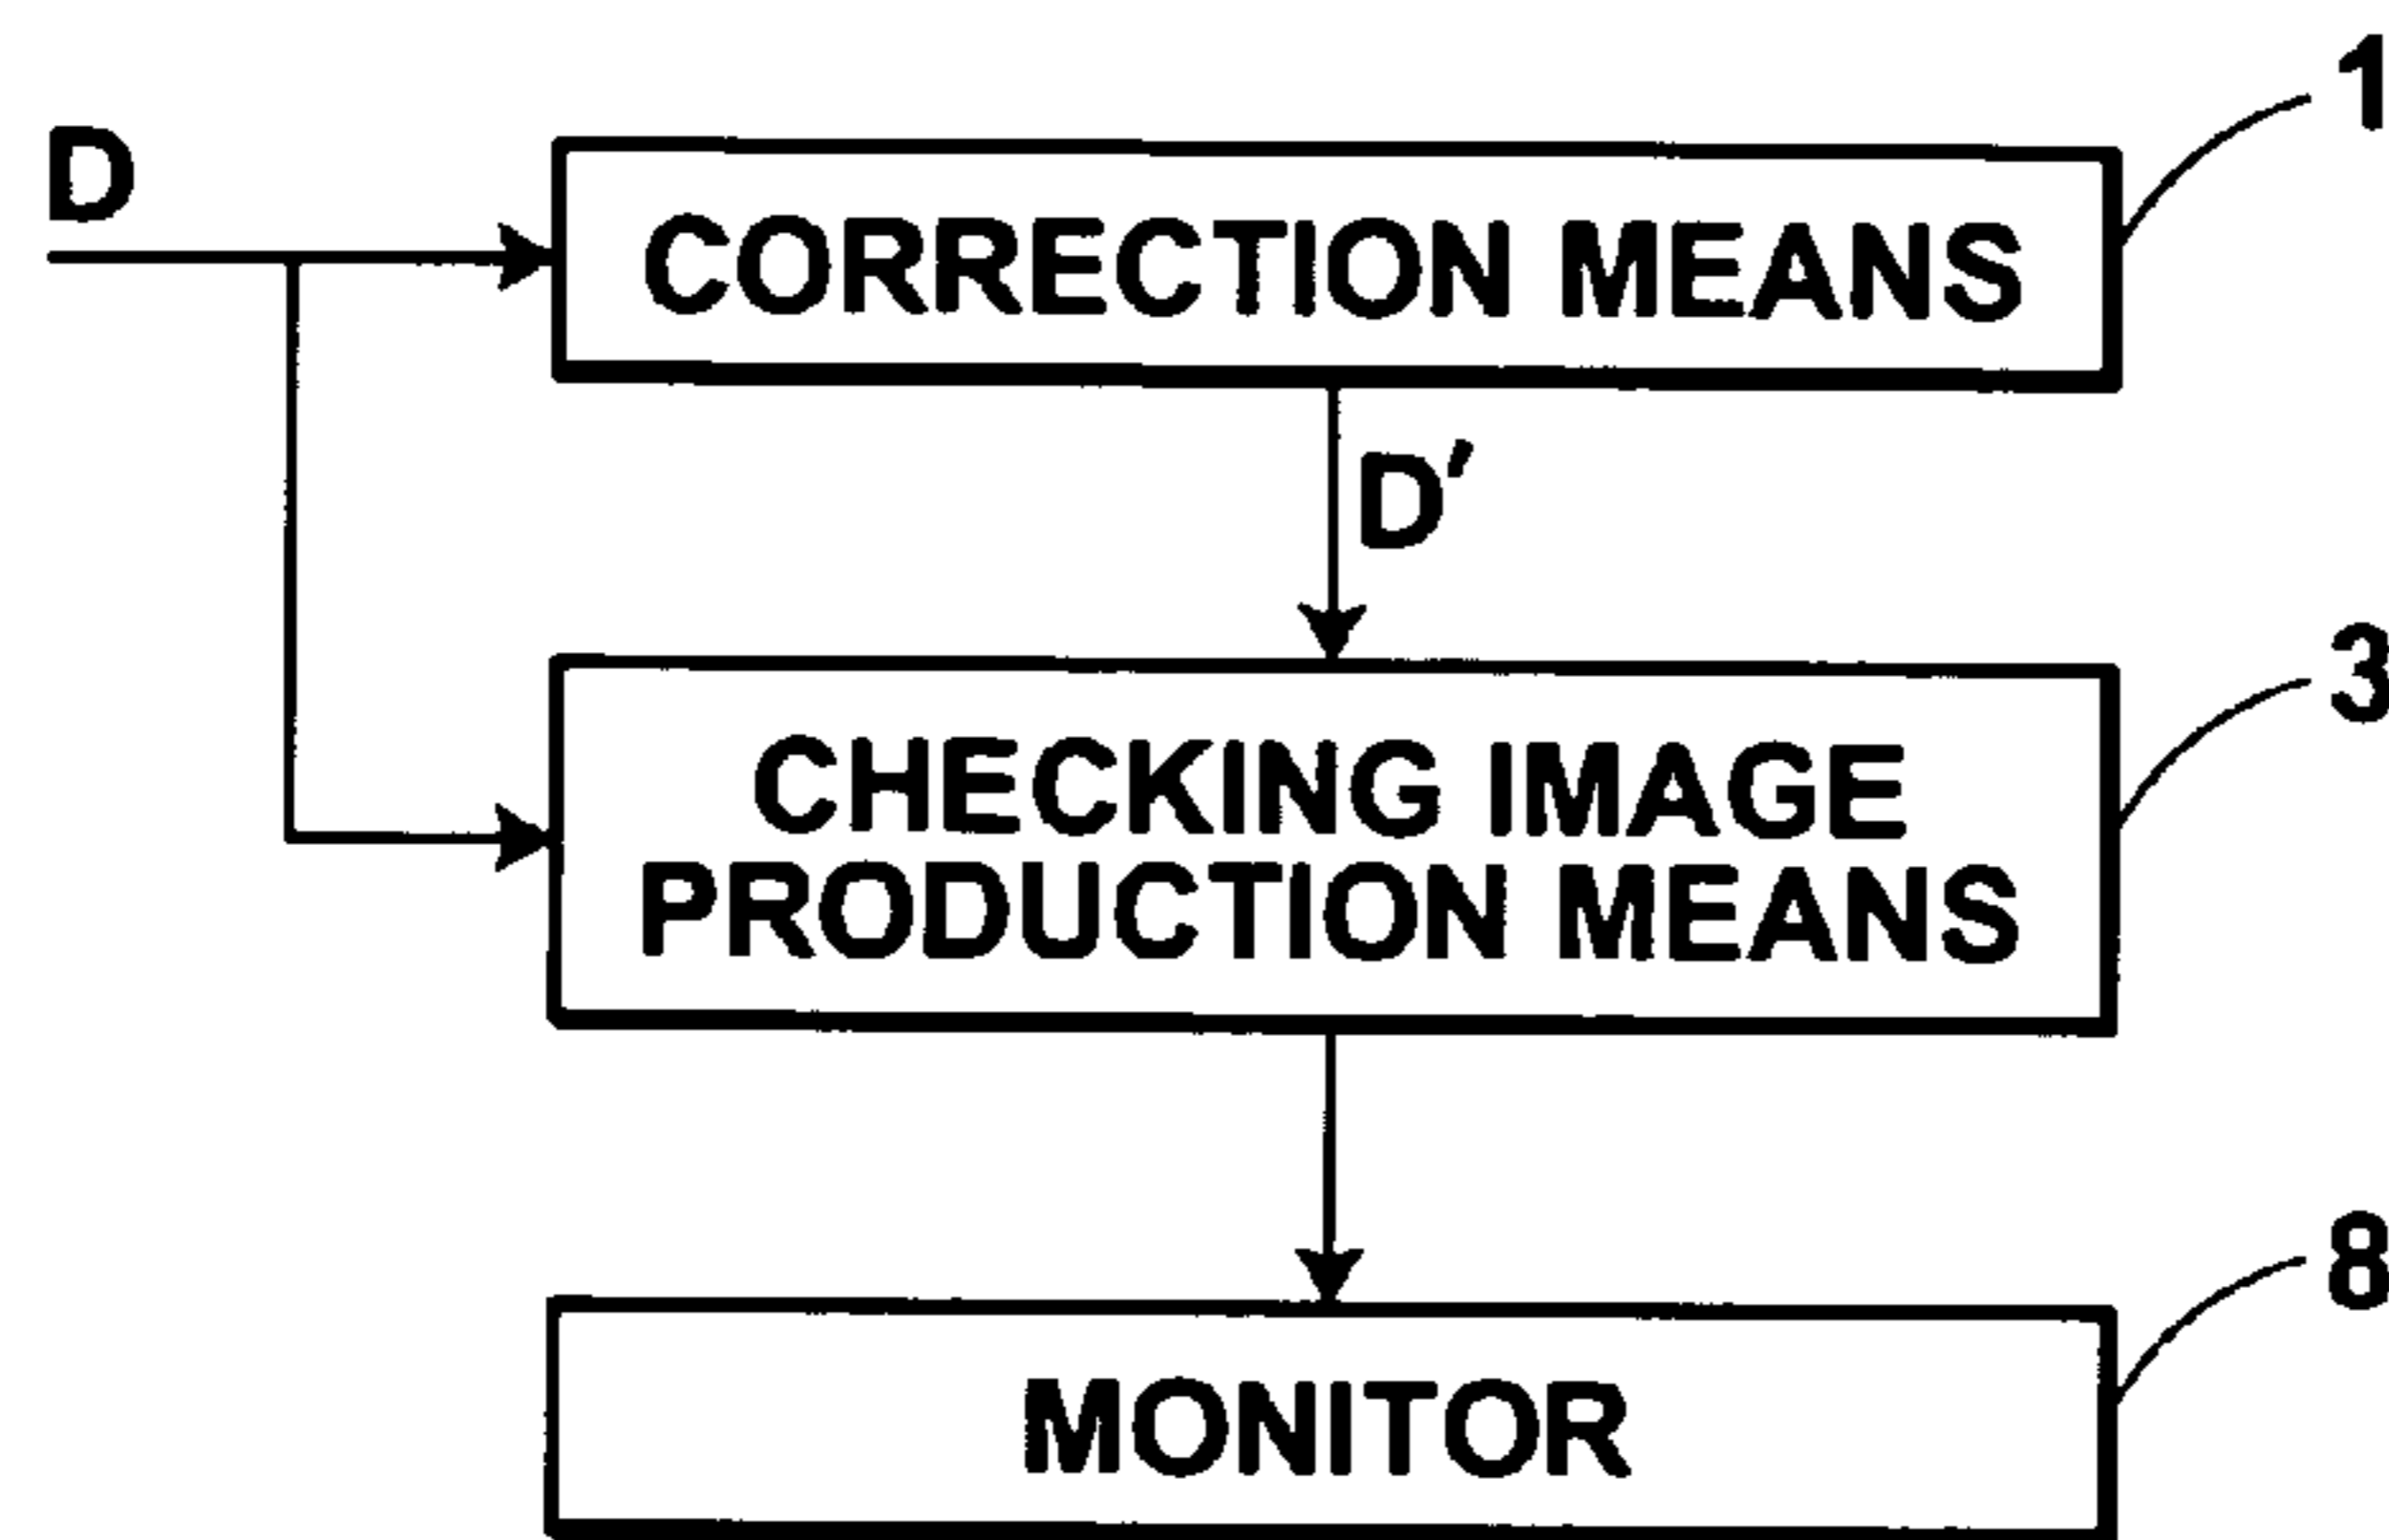 1
D
CORRECTION MEANS
D'
3
CHECKING IMAGE
PRODUCTION MEANS
8
MONITOR